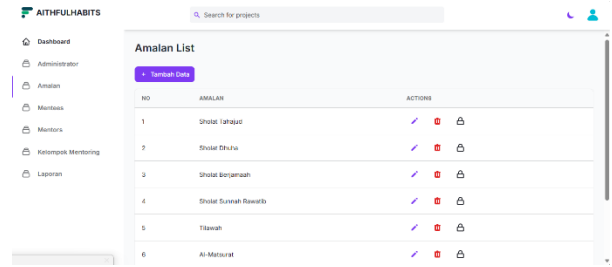 AITHFULHABITS
Search for projects
Dashboard
Administrator
Amalan
Mentees
Mentors
Kelompok Mentoring
Laporan
Amalan List
+ Tambah Data
NO AMALAN ACTIONS
1 Sholat Tahajud
2 Sholat Dhuha
3 Sholat Berjamaah
4 Sholat Sunnah Rawatib
5 Tilawah
6 Al-Matsurat